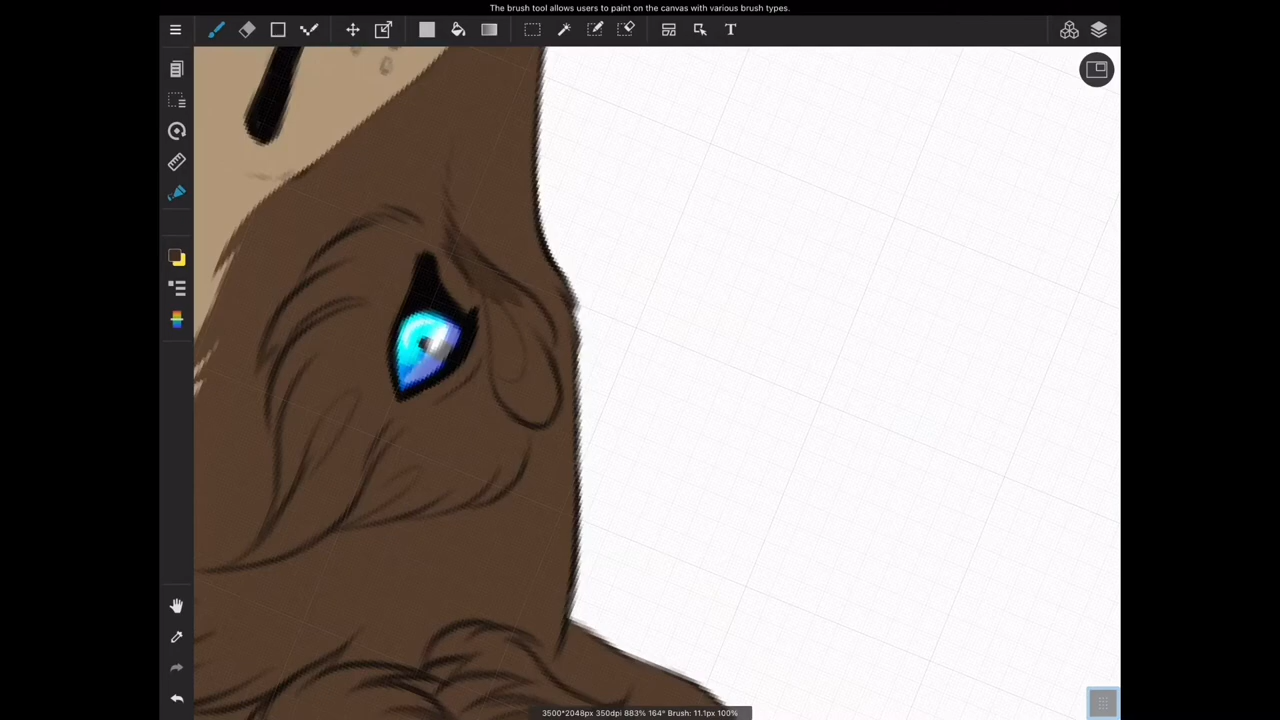 The brush tool allows users to paint on the canvas with various brush types.
T
3500*2048px 350dpi 883% 164° Brush: 11.1px 100%